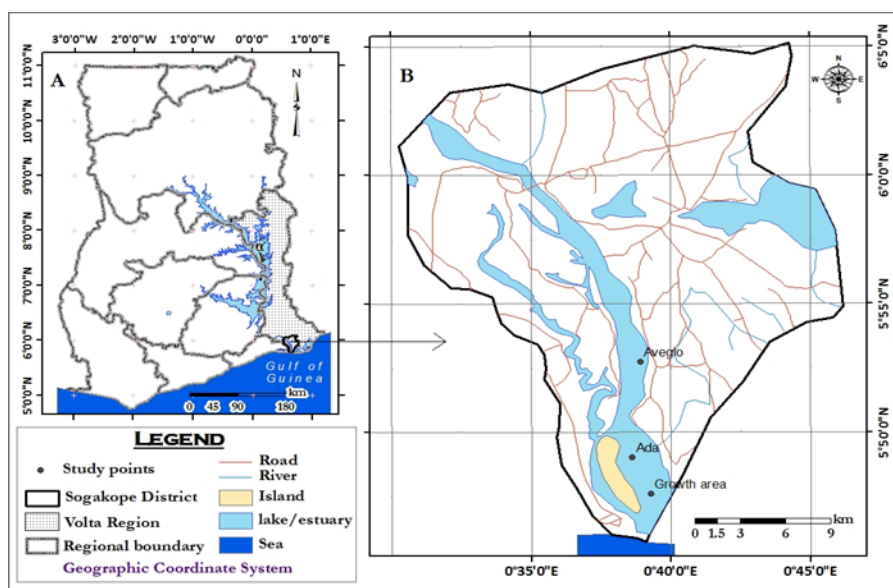 3°0'0"W 2°0'0"W 1°0'0"W 0°0'0" 1°0'0"E
A
N
11°0'0"N
10°0'0"N
9°0'0"N
8°0'0"N
7°0'0"N
6°0'0"N
5°0'0"N
Gulf of
Guinea
km
0 45 90 180
LEGEND
Study points
Sogakope District
Volta Region
Regional boundary
Road
River
Island
lake/estuary
Sea
Geographic Coordinate System
B
N
W E
S
6°5'0"N
6°0'0"N
5°55'0"N
5°50'0"N
Aveglo
Ada
Growth area
km
0 1.5 3 6 9
0°35'0"E 0°40'0"E 0°45'0"E